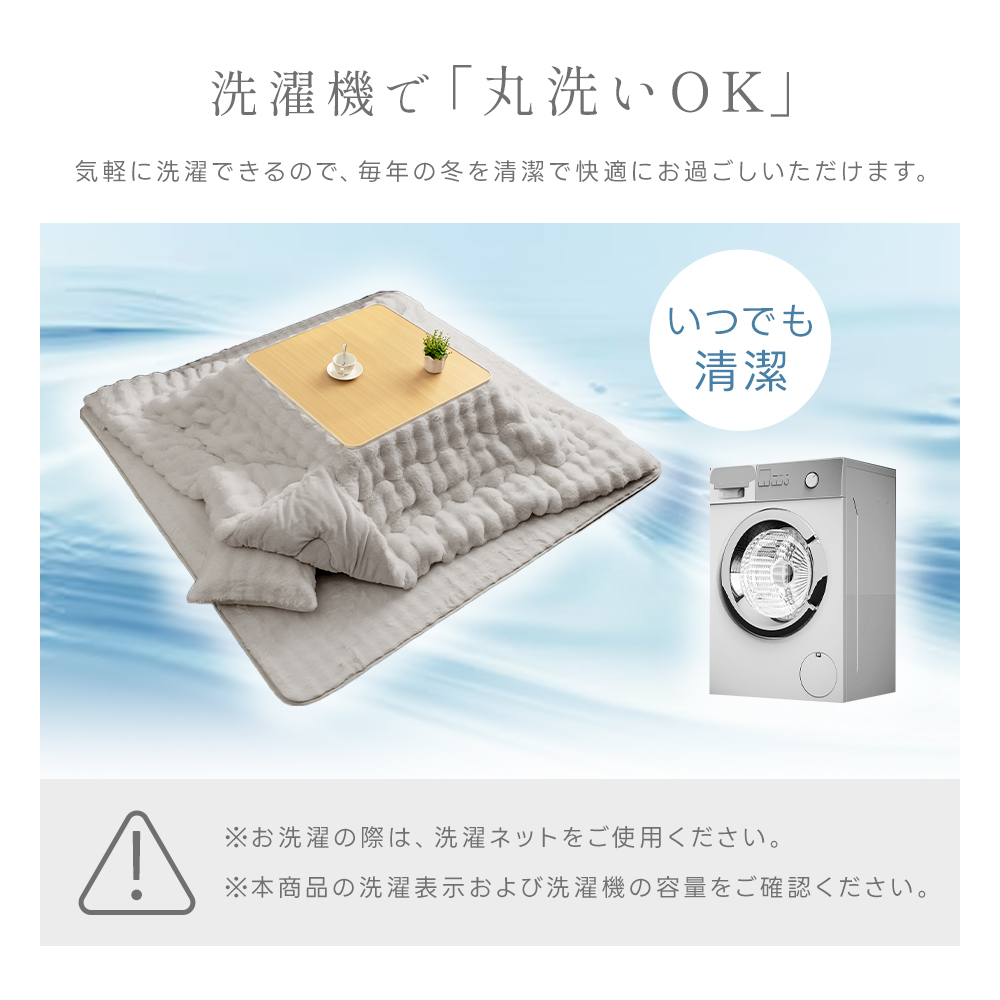 洗濯機で「丸洗いOK」
気軽に洗濯できるので、毎年の冬を清潔で快適にお過ごしいただけます。
いつでも
清潔
※お洗濯の際は、洗濯ネットをご使用ください。
※本商品の洗濯表示および洗濯機の容量をご確認ください。